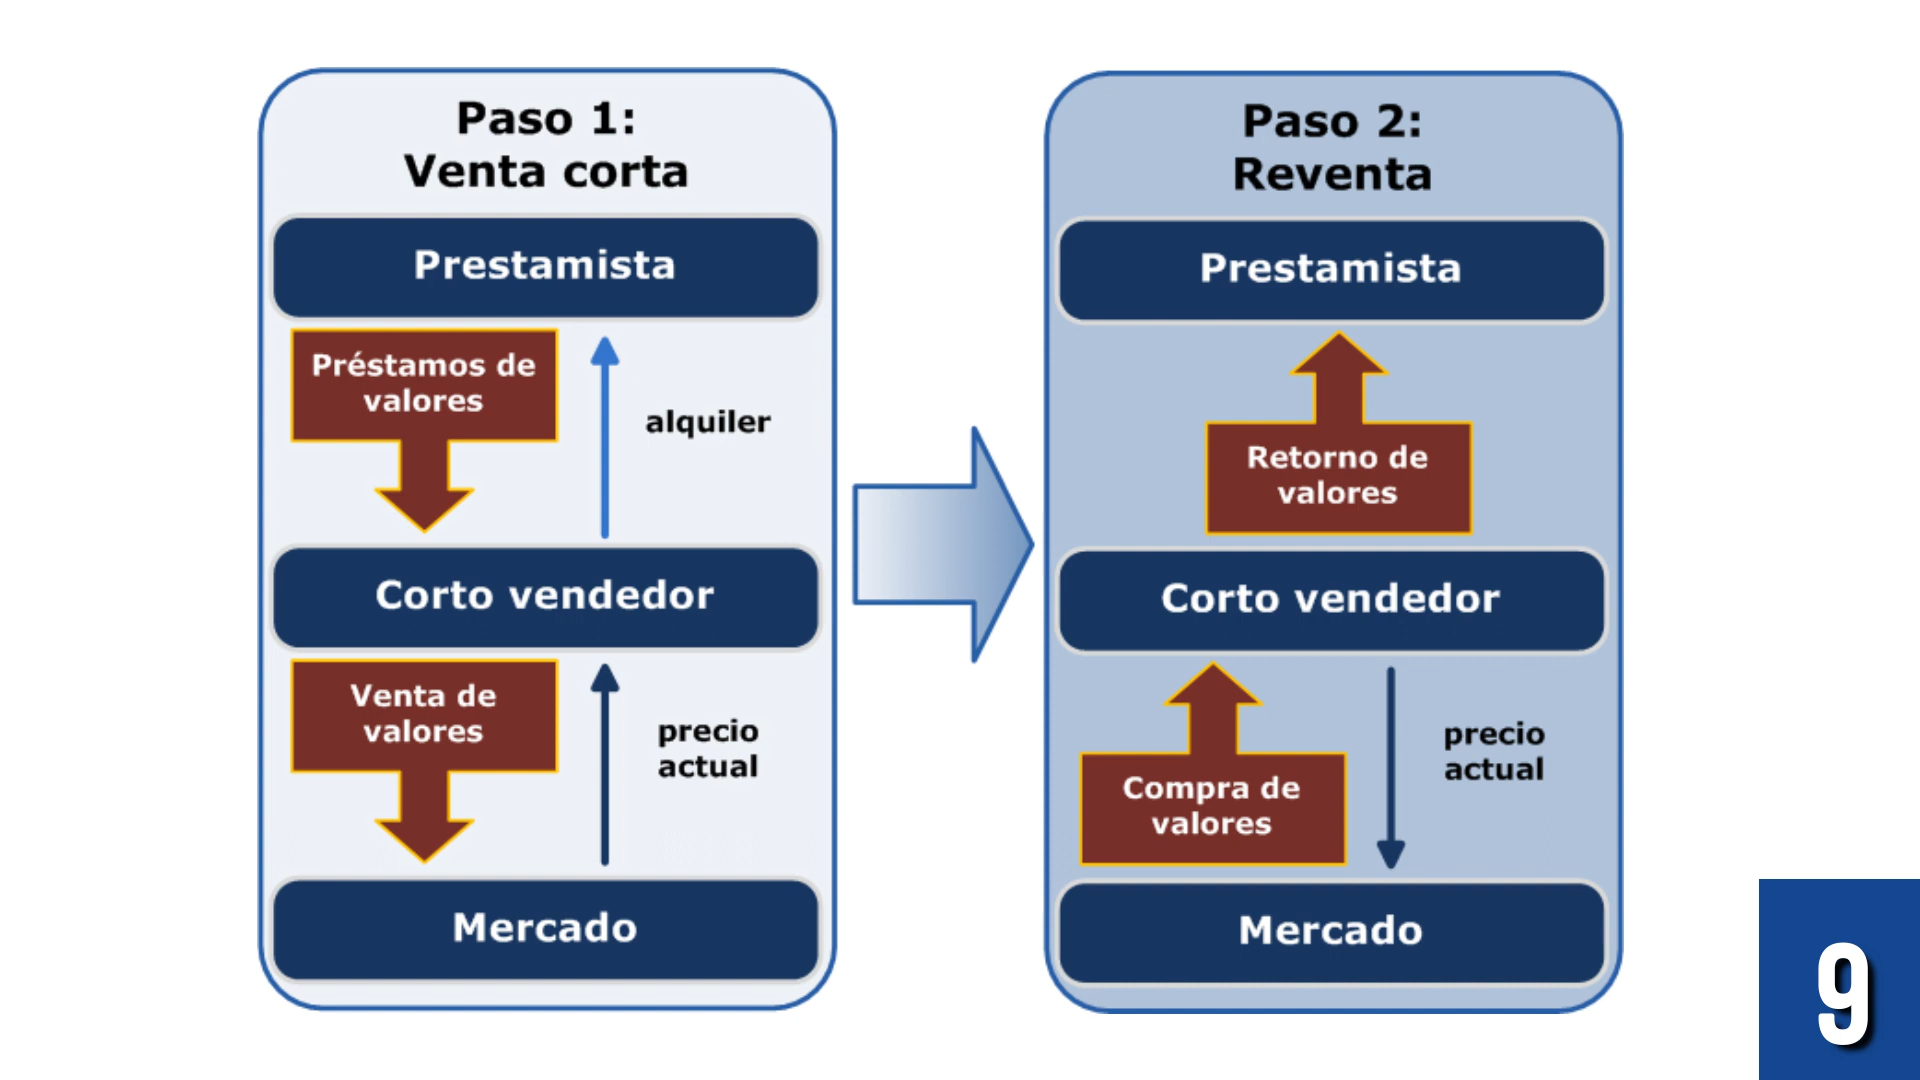 Paso 1:
Venta corta
Prestamista
Préstamos de
valores
alquiler
Corto vendedor
Venta de
valores
precio
actual
Mercado
Paso 2:
Reventa
Prestamista
Retorno de
valores
Corto vendedor
Compra de
valores
precio
actual
Mercado
9